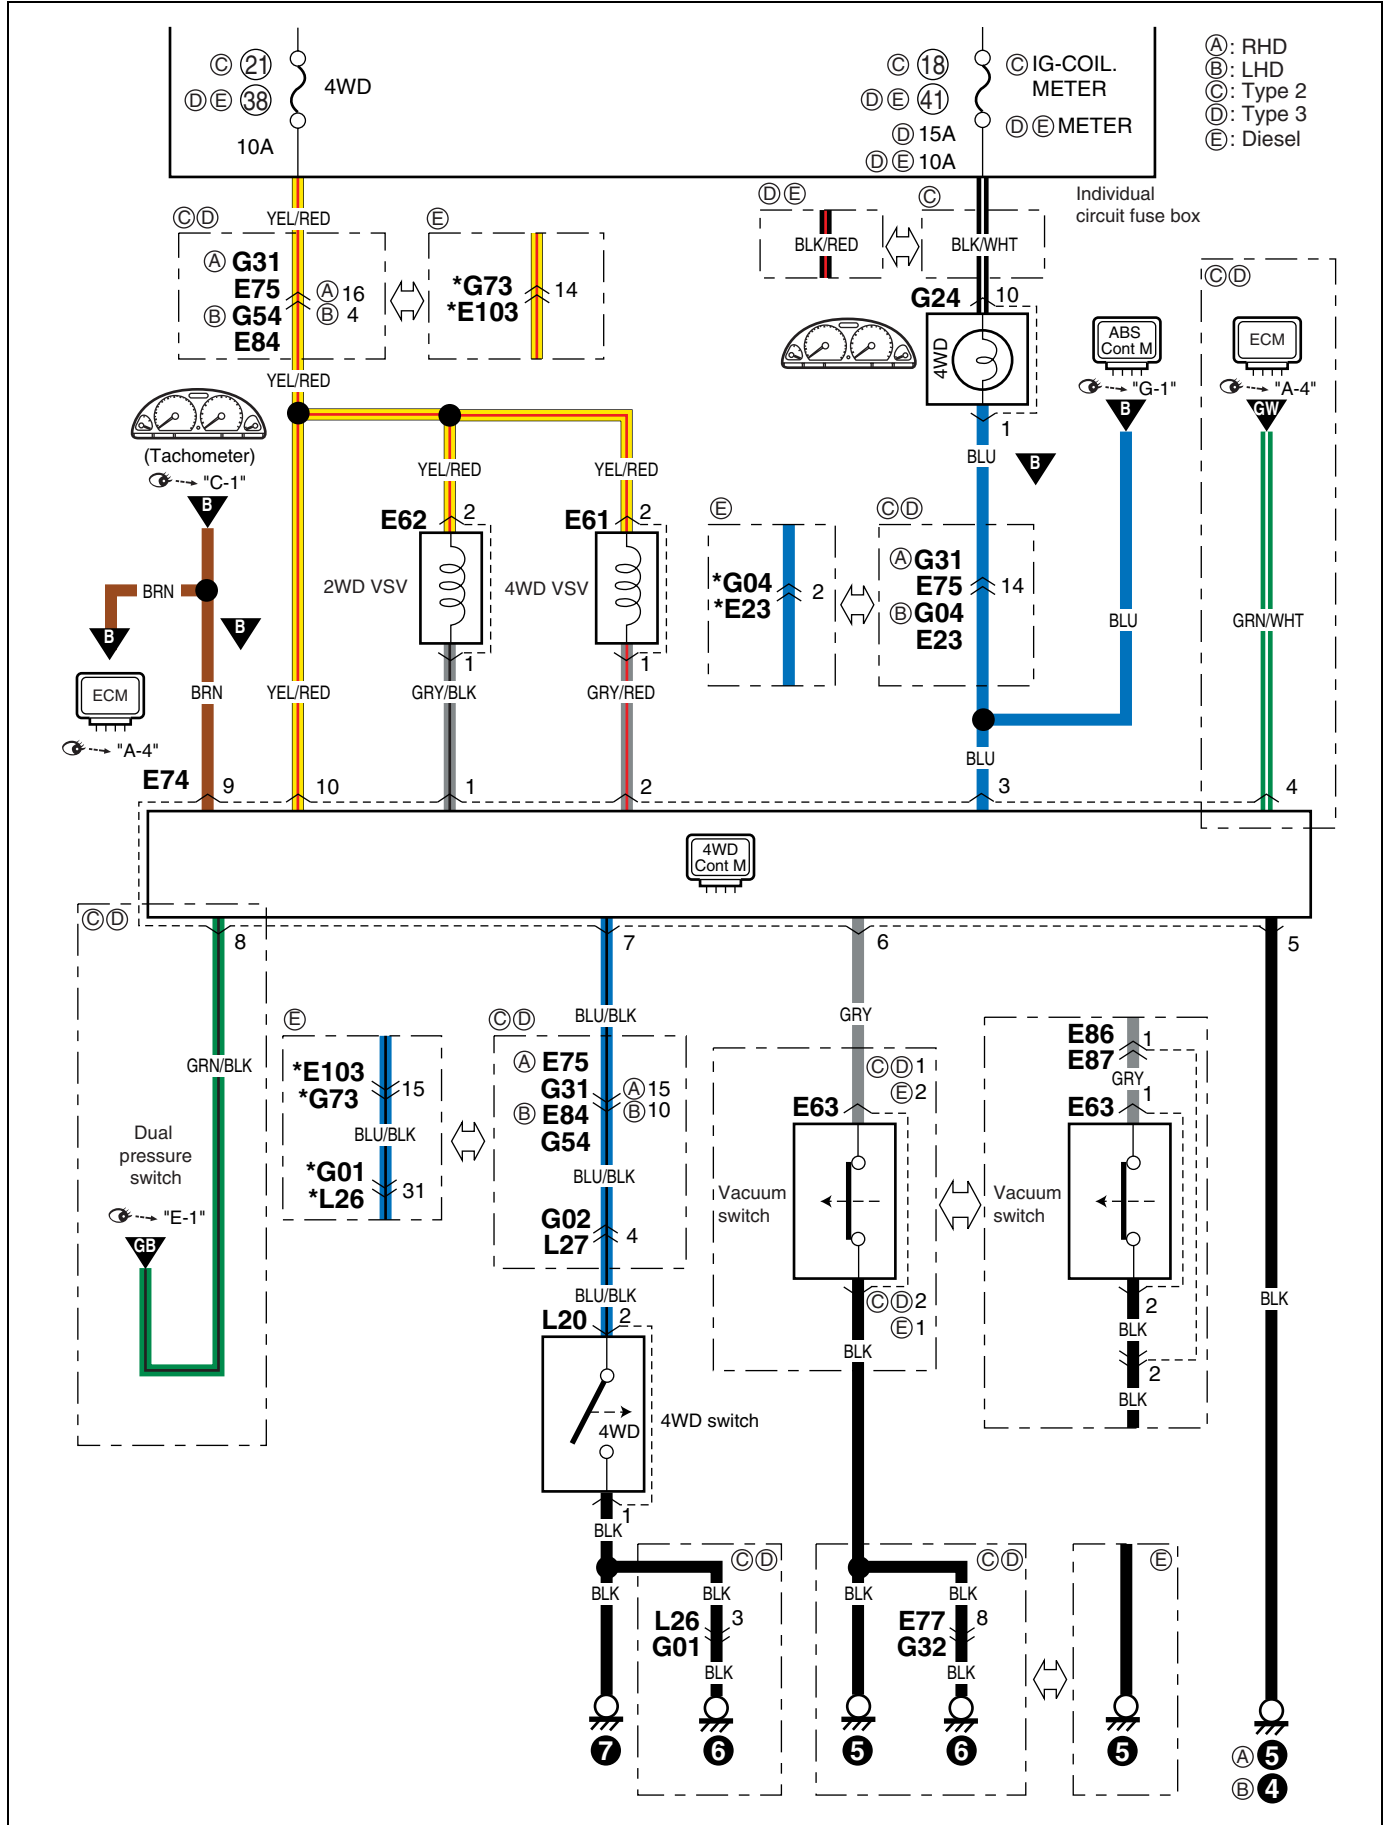 Ⓒ ㉑
Ⓓ Ⓔ ㊳
4WD
10A
Ⓒ ⑱
Ⓓ Ⓔ ㊶
Ⓓ 15A
Ⓓ Ⓔ 10A
Ⓒ IG-COIL.
METER
Ⓓ Ⓔ METER
Ⓐ: RHD
Ⓑ: LHD
Ⓒ: Type 2
Ⓓ: Type 3
Ⓔ: Diesel
Individual
circuit fuse box
YEL/RED
Ⓒ Ⓓ
Ⓐ G31
E75
Ⓑ G54
E84
Ⓐ 16
Ⓑ 4
Ⓔ
*G73
*E103
14
Ⓓ Ⓔ
BLK/RED
Ⓒ
BLK/WHT
G24
10
4WD
1
BLU
B
ABS
Cont M
"G-1"
B
Ⓒ Ⓓ
ECM
"A-4"
GW
YEL/RED
(Tachometer)
"C-1"
B
BRN
B
B
ECM
"A-4"
BRN
YEL/RED
YEL/RED
YEL/RED
E62
2
2WD VSV
1
GRY/BLK
E61
2
4WD VSV
1
GRY/RED
Ⓔ
*G04
*E23
2
Ⓒ Ⓓ
Ⓐ G31
E75
Ⓑ G04
E23
14
BLU
GRN/WHT
BLU
E74
9
10
1
2
3
4
4WD
Cont M
8
7
6
5
Ⓒ Ⓓ
GRN/BLK
Dual
pressure
switch
"E-1"
GB
Ⓔ
*E103
*G73
15
BLU/BLK
*G01
*L26
31
BLU/BLK
Ⓒ Ⓓ
Ⓐ E75
G31
Ⓑ E84
G54
Ⓐ 15
Ⓑ 10
BLU/BLK
G02
L27
4
BLU/BLK
L20
2
4WD
4WD switch
1
BLK
GRY
Ⓒ Ⓓ 1
Ⓔ 2
E63
Vacuum
switch
Ⓒ Ⓓ 2
Ⓔ 1
BLK
E86
E87
1
GRY
1
E63
Vacuum
switch
2
BLK
2
BLK
BLK
Ⓒ Ⓓ
BLK
BLK
L26
G01
3
BLK
7
6
Ⓒ Ⓓ
BLK
BLK
E77
G32
8
BLK
5
6
Ⓔ
5
Ⓐ 5
Ⓑ 4